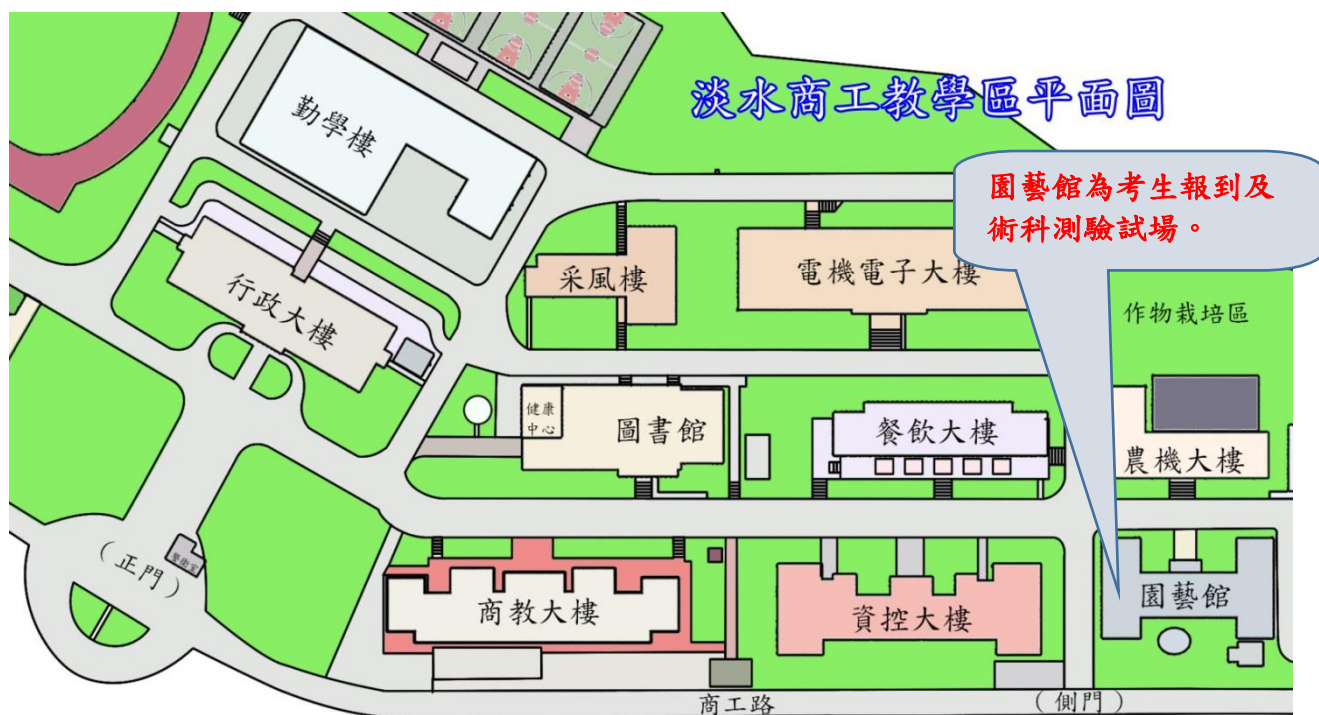 淡水商工教學區平面圖
園藝館為考生報到及
術科測驗試場。
勤學樓
行政大樓
采風樓
電機電子大樓
作物栽培區
健康
中心
圖書館
餐飲大樓
農機大樓
(正門)
警衛室
商教大樓
資控大樓
園藝館
商工路
(側門)